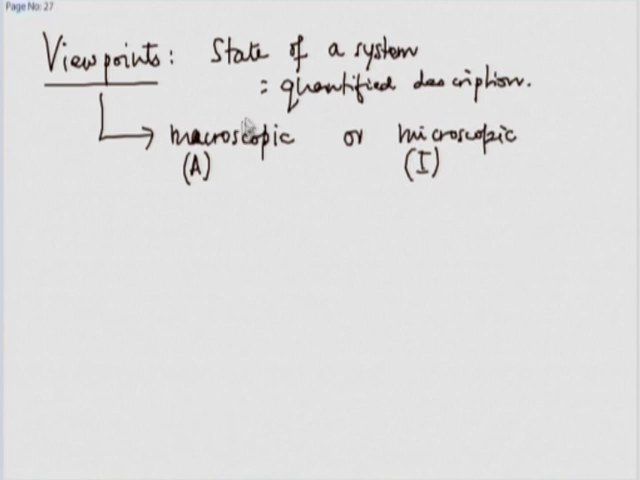 Page No: 27
Viewpoints: State of a system
= quantified description.
→ macroscopic or microscopic
(A) (I)